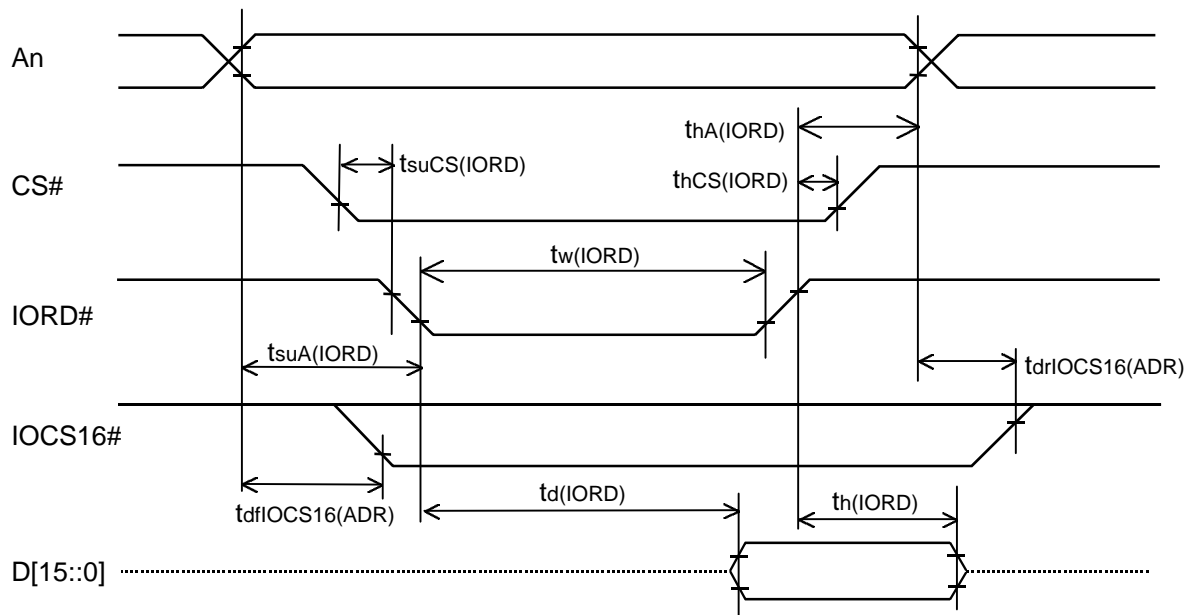 An
thA(IORD)
tsuCS(IORD)
thCS(IORD)
CS#
tw(IORD)
IORD#
tsuA(IORD)
tdrIOCS16(ADR)
IOCS16#
td(IORD)
th(IORD)
tdfIOCS16(ADR)
D[15::0]